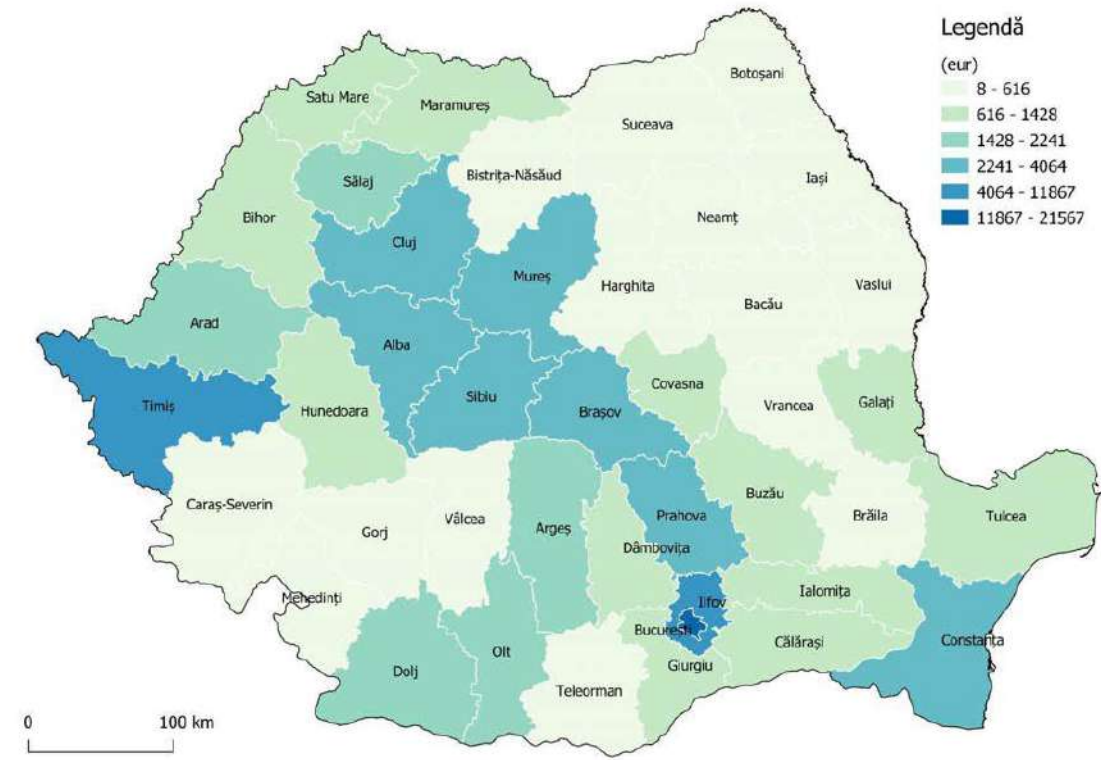 Legendă
(eur)
8 - 616
616 - 1428
1428 - 2241
2241 - 4064
4064 - 11867
11867 - 21567
Botoșani
Satu Mare
Maramureș
Suceava
Iași
Bistrița-Năsăud
Sălaj
Bihor
Neamț
Cluj
Mureș
Harghita
Vaslui
Bacău
Arad
Alba
Covasna
Sibiu
Brașov
Vrancea
Galați
Timiș
Hunedoara
Buzău
Caraș-Severin
Vâlcea
Prahova
Brăila
Tulcea
Gorj
Argeș
Dâmbovița
Mehedinți
Ilfov
Ialomița
București
Călărași
Constanța
Olt
Giurgiu
Dolj
Teleorman
0 100 km